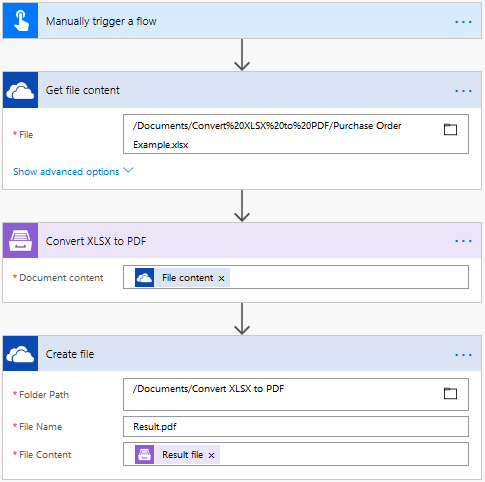 Manually trigger a flow
Get file content
* File
/Documents/Convert%20XLSX%20to%20PDF/Purchase Order
Example.xlsx
Show advanced options
Convert XLSX to PDF
* Document content
File content ×
Create file
* Folder Path
/Documents/Convert XLSX to PDF
* File Name
Result.pdf
* File Content
Result file ×